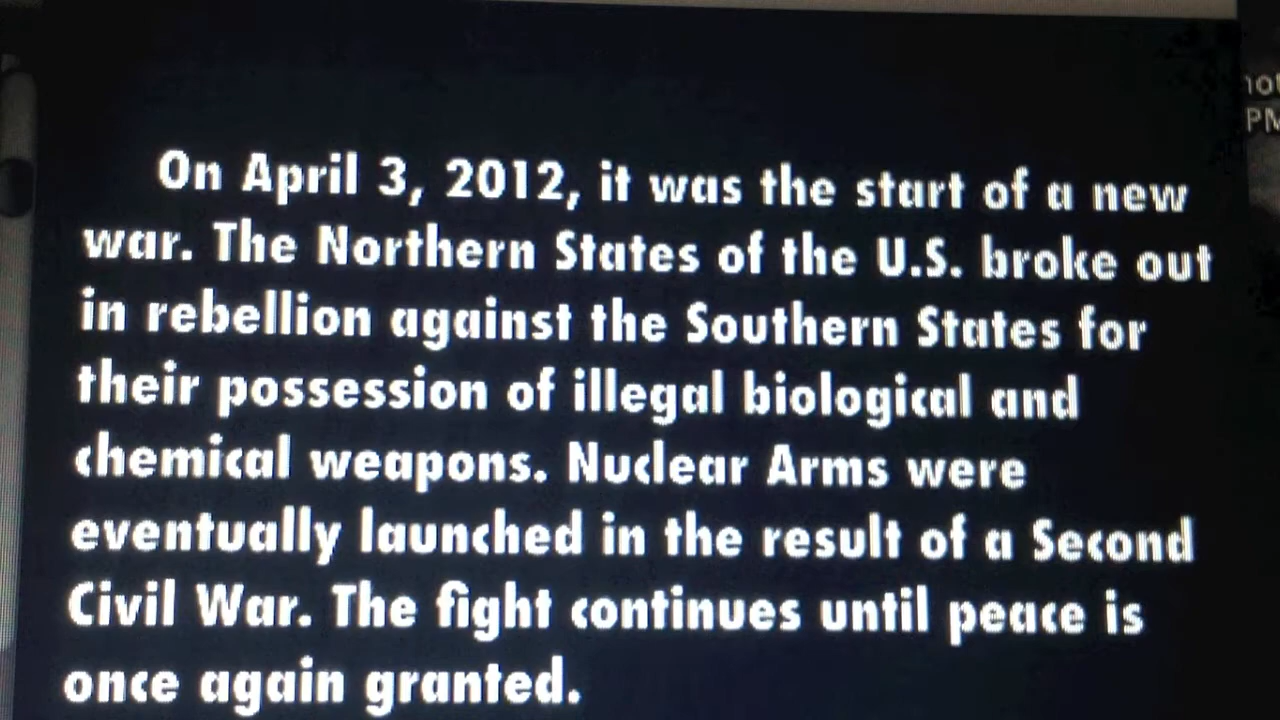 On April 3, 2012, it was the start of a new
war. The Northern States of the U.S. broke out
in rebellion against the Southern States for
their possession of illegal biological and
chemical weapons. Nuclear Arms were
eventually launched in the result of a Second
Civil War. The fight continues until peace is
once again granted.
PM